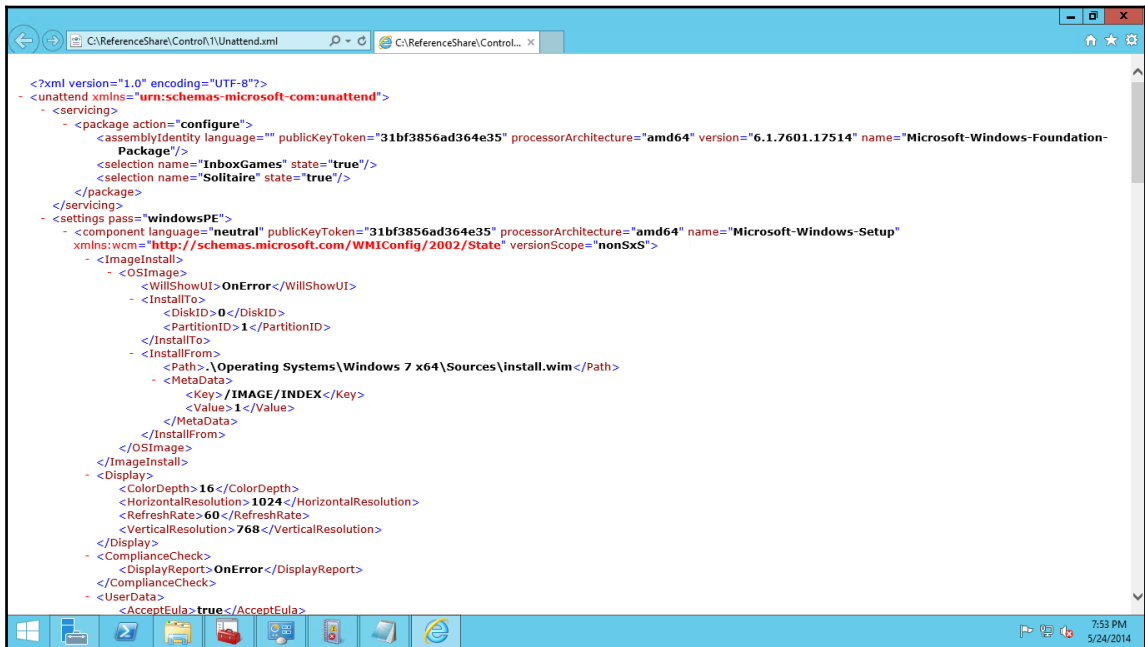 C:\ReferenceShare\Control\1\Unattend.xml
C:\ReferenceShare\Control...
<?xml version="1.0" encoding="UTF-8"?>
- <unattend xmlns="urn:schemas-microsoft-com:unattend">
- <servicing>
- <package action="configure">
<assemblyIdentity language="" publicKeyToken="31bf3856ad364e35" processorArchitecture="amd64" version="6.1.7601.17514" name="Microsoft-Windows-Foundation-
Package"/>
<selection name="InboxGames" state="true"/>
<selection name="Solitaire" state="true"/>
</package>
</servicing>
- <settings pass="windowsPE">
- <component language="neutral" publicKeyToken="31bf3856ad364e35" processorArchitecture="amd64" name="Microsoft-Windows-Setup"
xmlns:wcm="http://schemas.microsoft.com/WMIConfig/2002/State" versionScope="nonSxS">
- <ImageInstall>
- <OSImage>
<WillShowUI>OnError</WillShowUI>
- <InstallTo>
<DiskID>0</DiskID>
<PartitionID>1</PartitionID>
</InstallTo>
- <InstallFrom>
<Path>.\Operating Systems\Windows 7 x64\Sources\install.wim</Path>
- <MetaData>
<Key>/IMAGE/INDEX</Key>
<Value>1</Value>
</MetaData>
</InstallFrom>
</OSImage>
</ImageInstall>
- <Display>
<ColorDepth>16</ColorDepth>
<HorizontalResolution>1024</HorizontalResolution>
<RefreshRate>60</RefreshRate>
<VerticalResolution>768</VerticalResolution>
</Display>
- <ComplianceCheck>
<DisplayReport>OnError</DisplayReport>
</ComplianceCheck>
- <UserData>
<AcceptEula>true</AcceptEula>
7:53 PM
5/24/2014